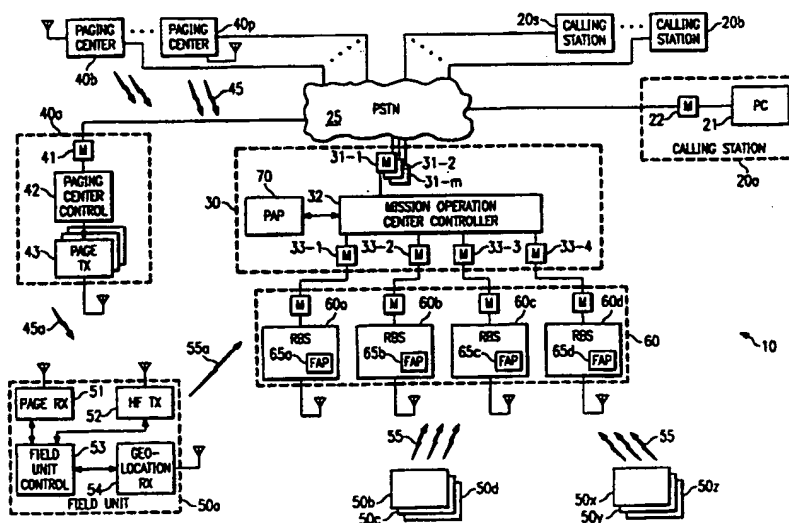 PAGING CENTER
40b
PAGING CENTER
40p
45
20s
CALLING STATION
CALLING STATION
20b
PSTN
25
22
M
PC
21
CALLING STATION
20a
40a
41
M
42
PAGING CENTER CONTROL
43
PAGE TX
31-1
M
31-2
31-m
30
70
PAP
32
MISSION OPERATION CENTER CONTROLLER
33-1
M
33-2
M
33-3
M
33-4
M
M
60a
M
60b
M
60c
M
60d
RBS
65a
FAP
RBS
65b
FAP
RBS
65c
FAP
RBS
65d
FAP
60
10
45a
55a
PAGE RX
51
HF TX
52
FIELD UNIT CONTROL
53
GEO-
LOCATION
RX
54
FIELD UNIT
50a
55
50b
50c
50d
55
50x
50y
50z